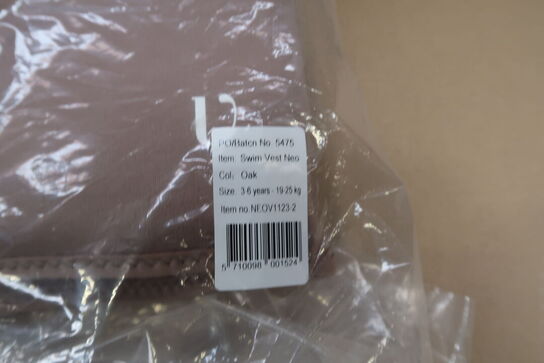 PO/Batch No. 5475
Item: Swim Vest Neo
Col: Oak
Size: 3-6 years - 19-25 kg
Item no.NEOV1123-2
5 710098 001524